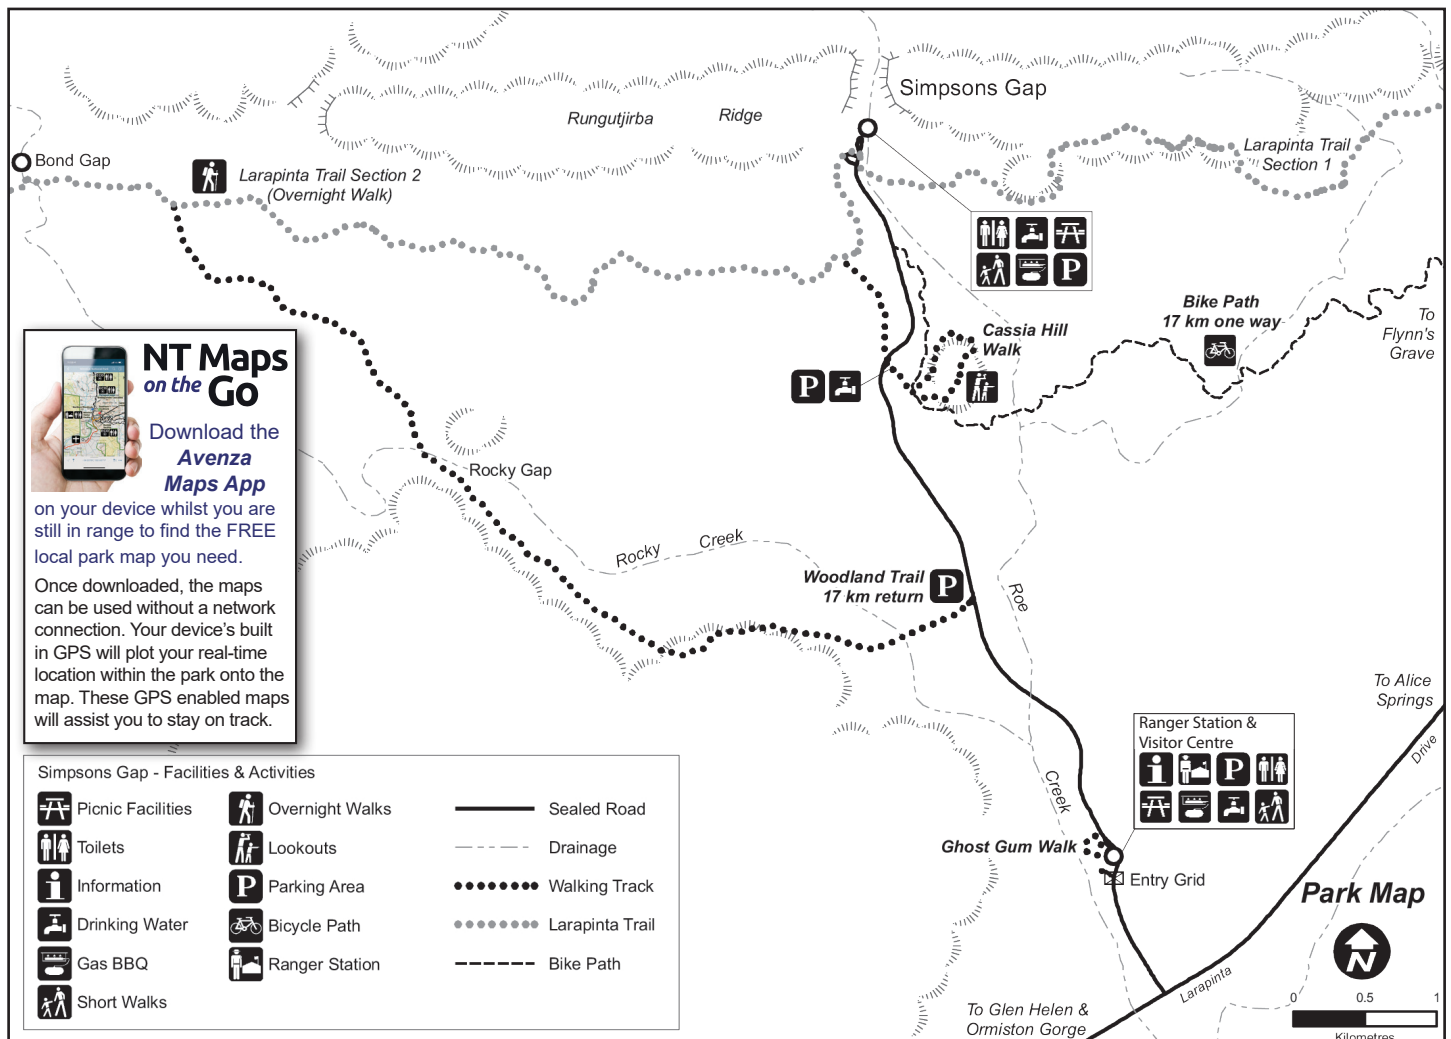 Simpsons Gap
Rungutjirba Ridge
Bond Gap
Larapinta Trail Section 2
(Overnight Walk)
Larapinta Trail
Section 1
P
Bike Path
17 km one way
To
Flynn's
Grave
Cassia Hill
Walk
P
NT Maps
on the Go
Download the
Avenza
Maps App
on your device whilst you are
still in range to find the FREE
local park map you need.
Once downloaded, the maps
can be used without a network
connection. Your device’s built
in GPS will plot your real-time
location within the park onto the
map. These GPS enabled maps
will assist you to stay on track.
Rocky Gap
Rocky Creek
Woodland Trail
17 km return
P
Roe
Creek
To Alice
Springs
Drive
Larapinta
Ranger Station &
Visitor Centre
i
P
Ghost Gum Walk
Entry Grid
Park Map
N
0 0.5 1
Kilometres
To Glen Helen &
Ormiston Gorge
Simpsons Gap - Facilities & Activities
Picnic Facilities
Toilets
i Information
Drinking Water
Gas BBQ
Short Walks
Overnight Walks
Lookouts
P Parking Area
Bicycle Path
Ranger Station
Sealed Road
Drainage
Walking Track
Larapinta Trail
Bike Path